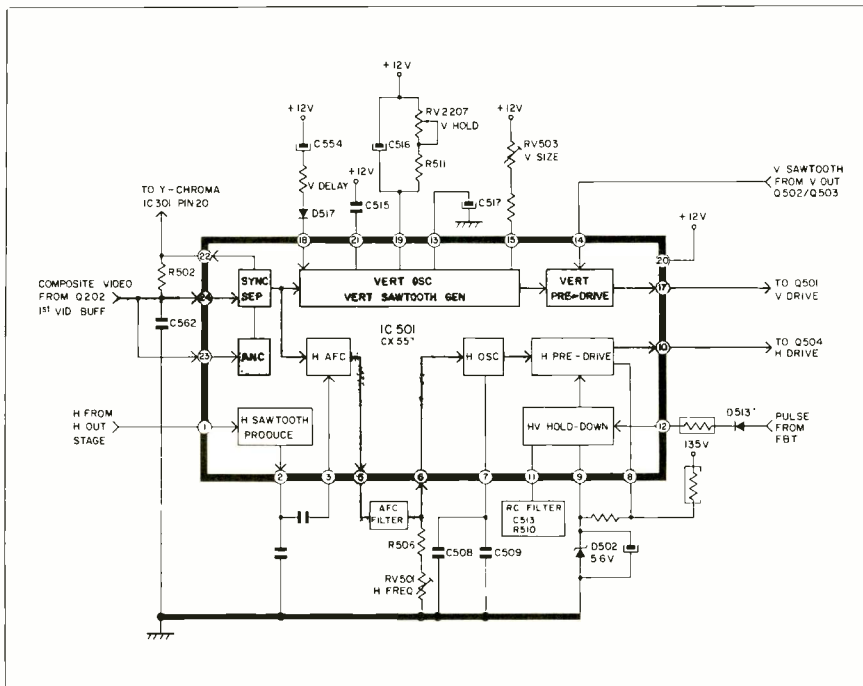 +12V
+12V
RV2207
V HOLD
+12V
+12V
C554
C516
RV503
V SIZE
+12V
R511
V SAWTOOTH
FROM V OUT
Q502/Q503
V DELAY
C515
C517
TO Y-CHROMA
IC301 PIN20
D517
+12V
18
21
19
13
15
14
20
22
R502
COMPOSITE VIDEO
FROM Q202
1ST VID BUFF
24
SYNC
SEP
VERT OSC
VERT SAWTOOTH GEN
VERT
PRE-DRIVE
17
TO Q501
V DRIVE
IC 501
CX557
C562
23
ANC
H AFC
H OSC
H PRE-DRIVE
10
TO Q504
H DRIVE
H FROM
H OUT
STAGE
1
H SAWTOOTH
PRODUCE
HV HOLD-DOWN
12
D513
PULSE
FROM
FBT
135V
2
3
5
6
7
11
9
8
AFC
FILTER
RC FILTER
C513
R510
R506
C508
C509
D502
5.6V
RV501
H FREQ